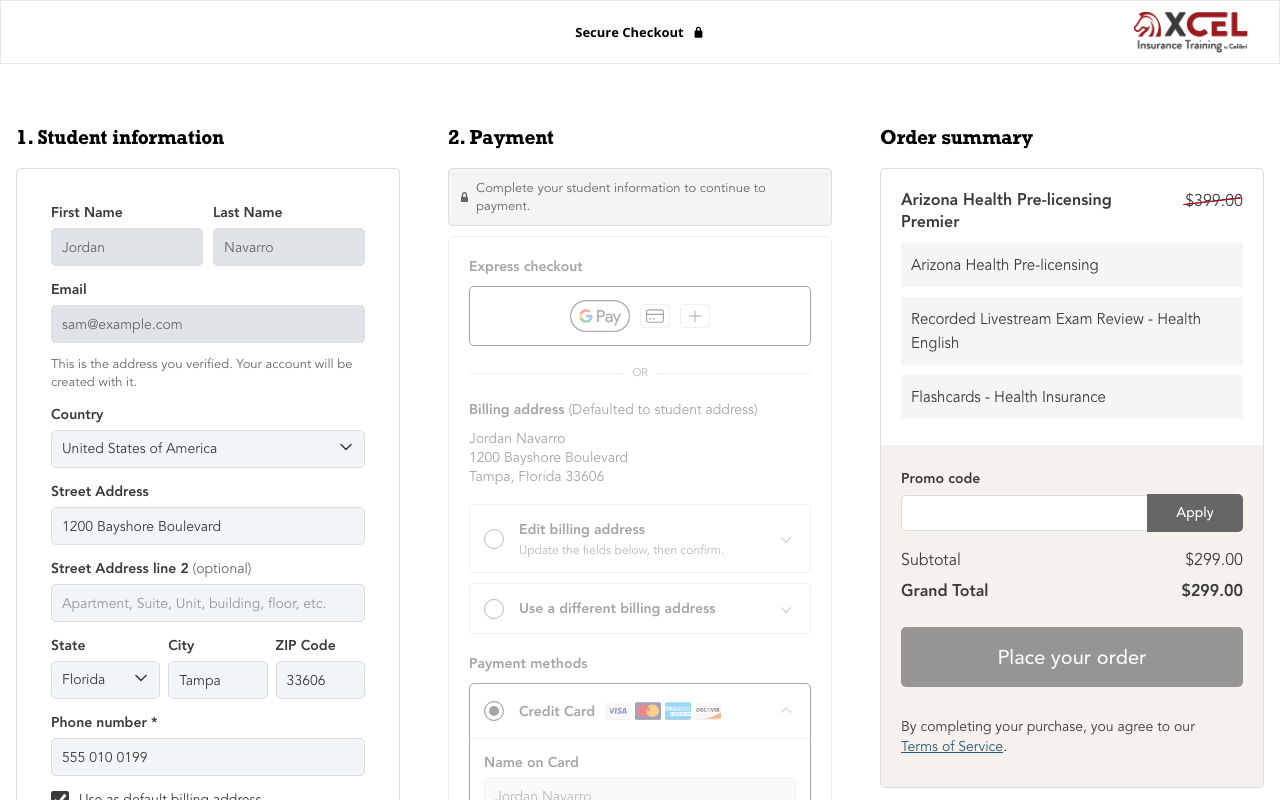 Secure Checkout
XCEL
Insurance Training by Colibri
1. Student information
First Name
Last Name
Jordan
Navarro
Email
sam@example.com
This is the address you verified. Your account will be
created with it.
Country
United States of America
Street Address
1200 Bayshore Boulevard
Street Address line 2 (optional)
Apartment, Suite, Unit, building, floor, etc.
State
City
ZIP Code
Florida
Tampa
33606
Phone number *
555 010 0199
Use as default billing address
2. Payment
Complete your student information to continue to
payment.
Express checkout
G Pay
OR
Billing address (Defaulted to student address)
Jordan Navarro
1200 Bayshore Boulevard
Tampa, Florida 33606
Edit billing address
Update the fields below, then confirm.
Use a different billing address
Payment methods
Credit Card
VISA
DISCOVER
Name on Card
Jordan Navarro
Order summary
Arizona Health Pre-licensing
Premier
$399.00
Arizona Health Pre-licensing
Recorded Livestream Exam Review - Health
English
Flashcards - Health Insurance
Promo code
Apply
Subtotal
$299.00
Grand Total
$299.00
Place your order
By completing your purchase, you agree to our
Terms of Service.